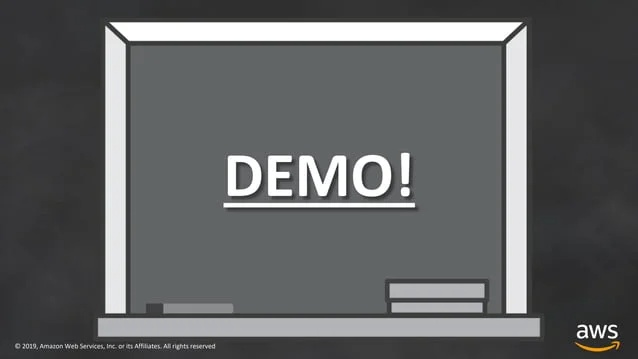 DEMO!
© 2019, Amazon Web Services, Inc. or its Affiliates. All rights reserved
aws